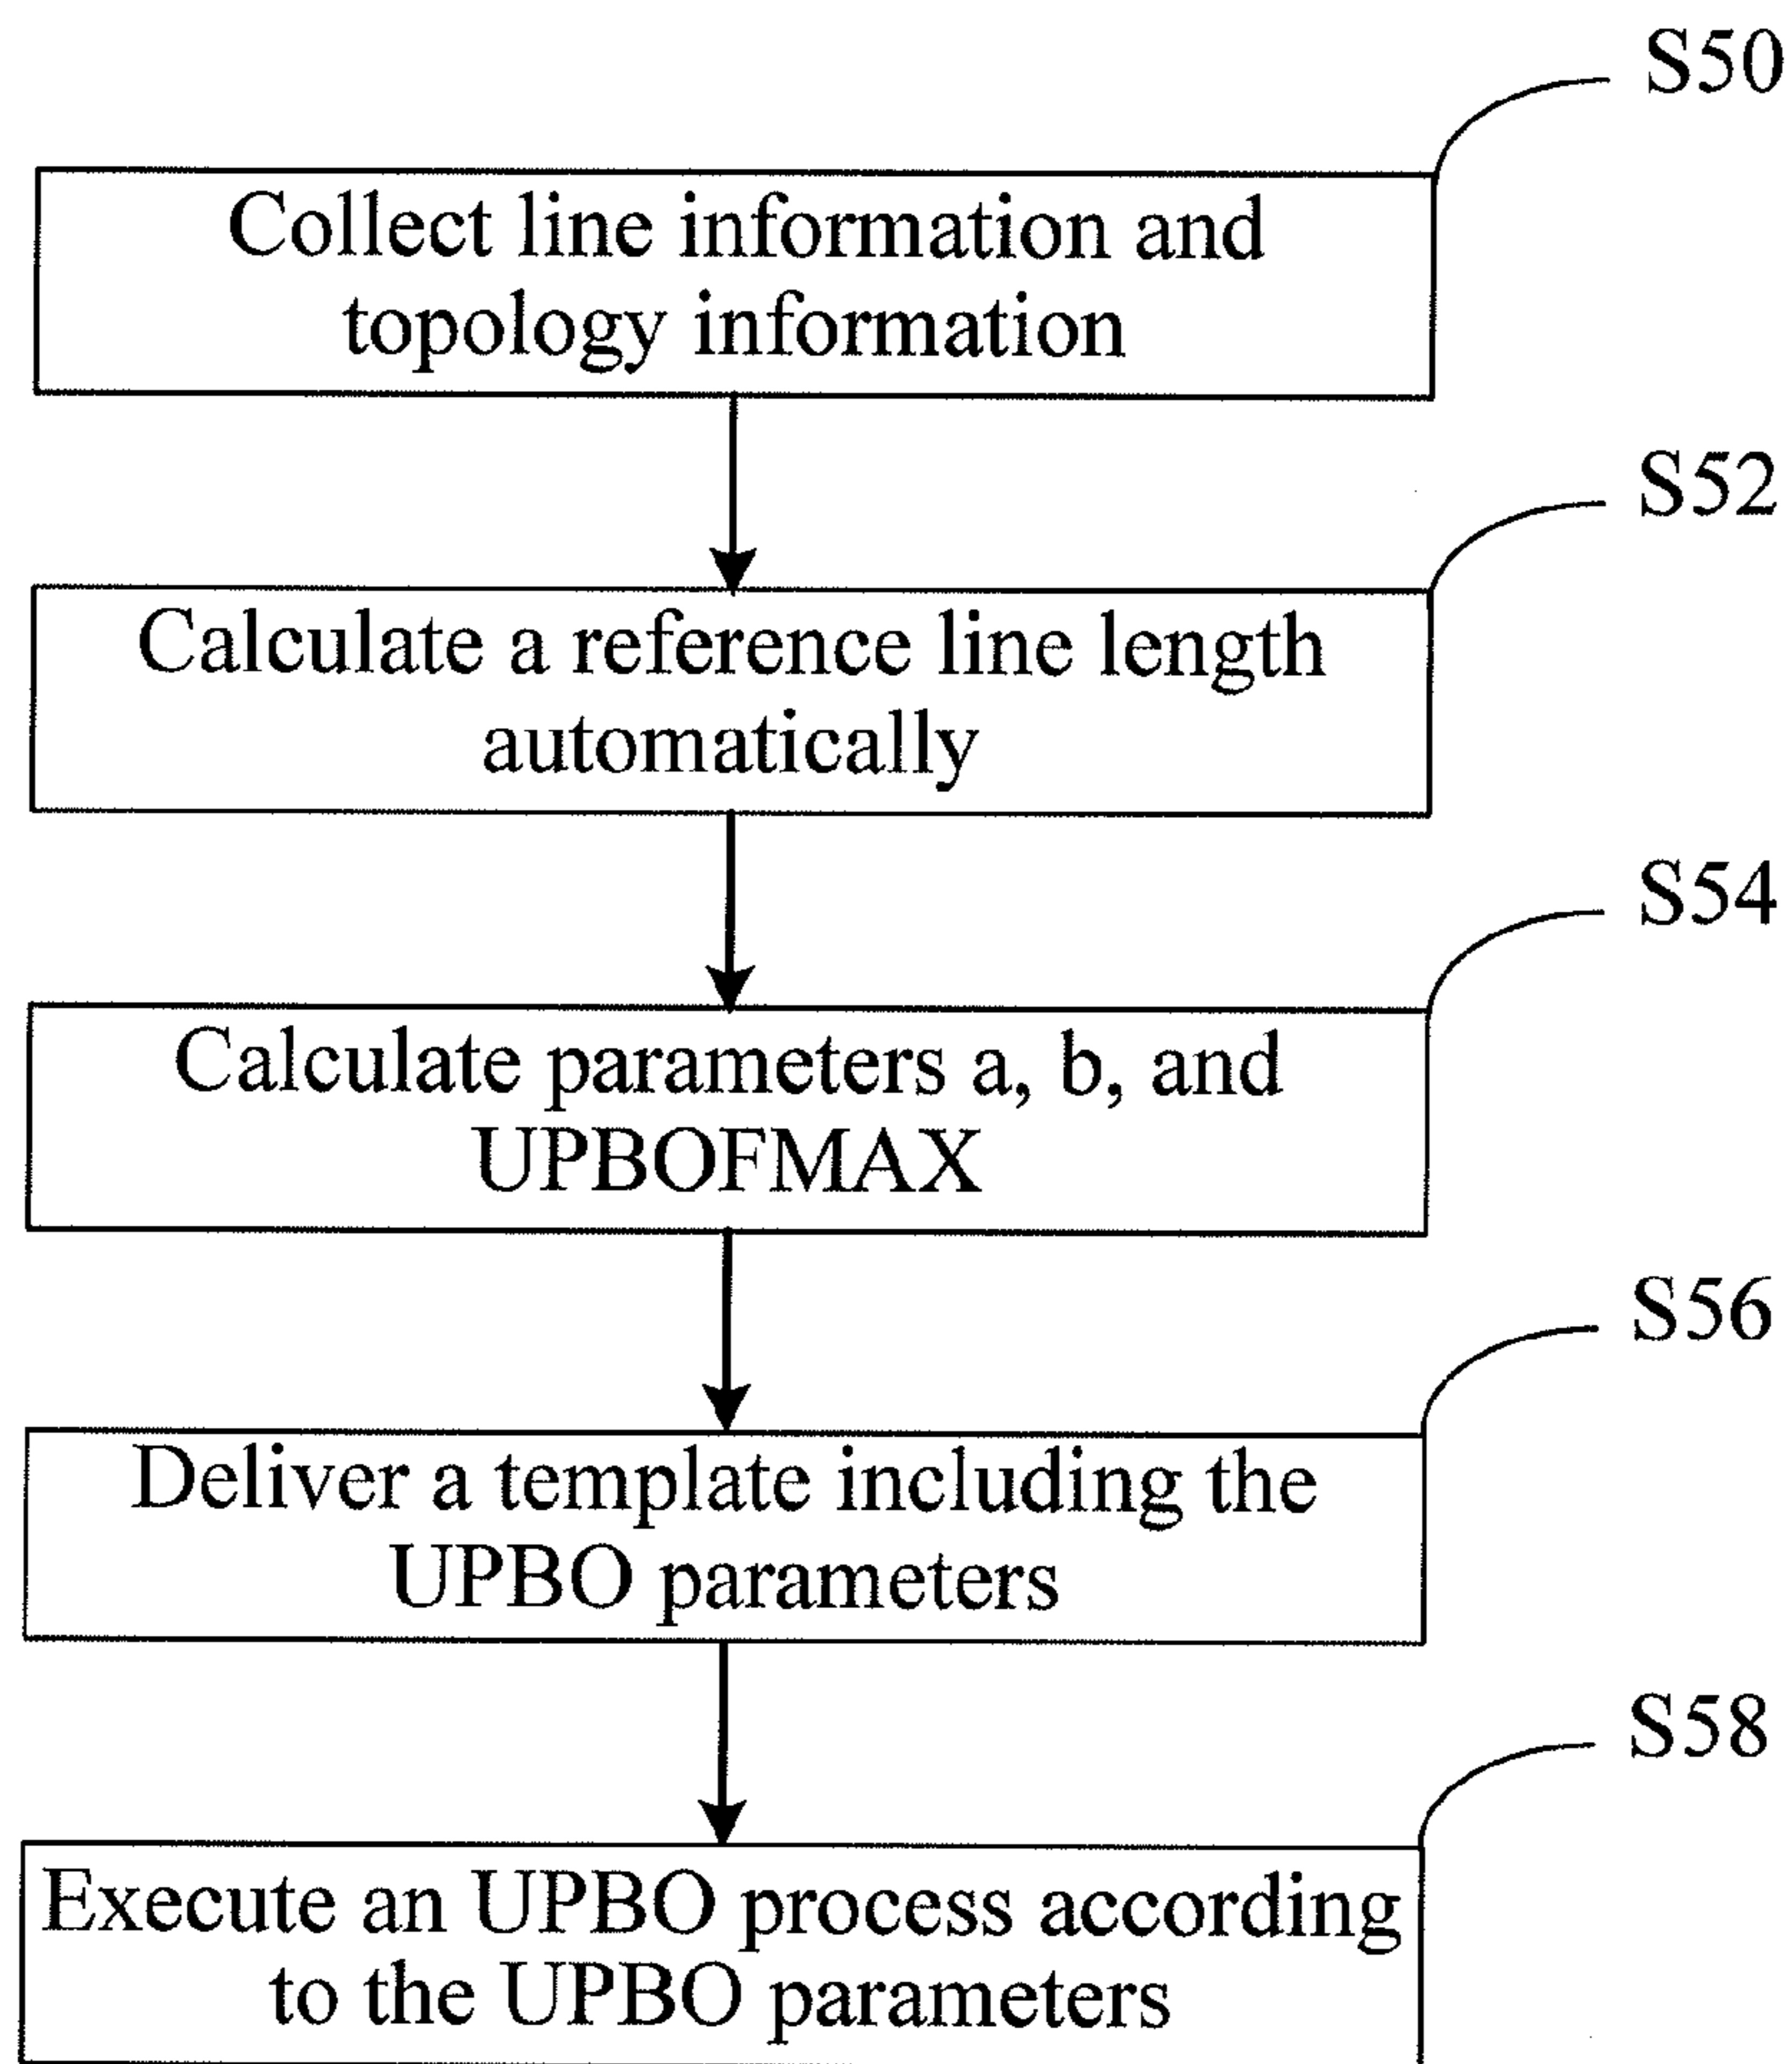 S50
Collect line information and
topology information
S52
Calculate a reference line length
automatically
S54
Calculate parameters a, b, and
UPBOFMAX
S56
Deliver a template including the
UPBO parameters
S58
Execute an UPBO process according
to the UPBO parameters